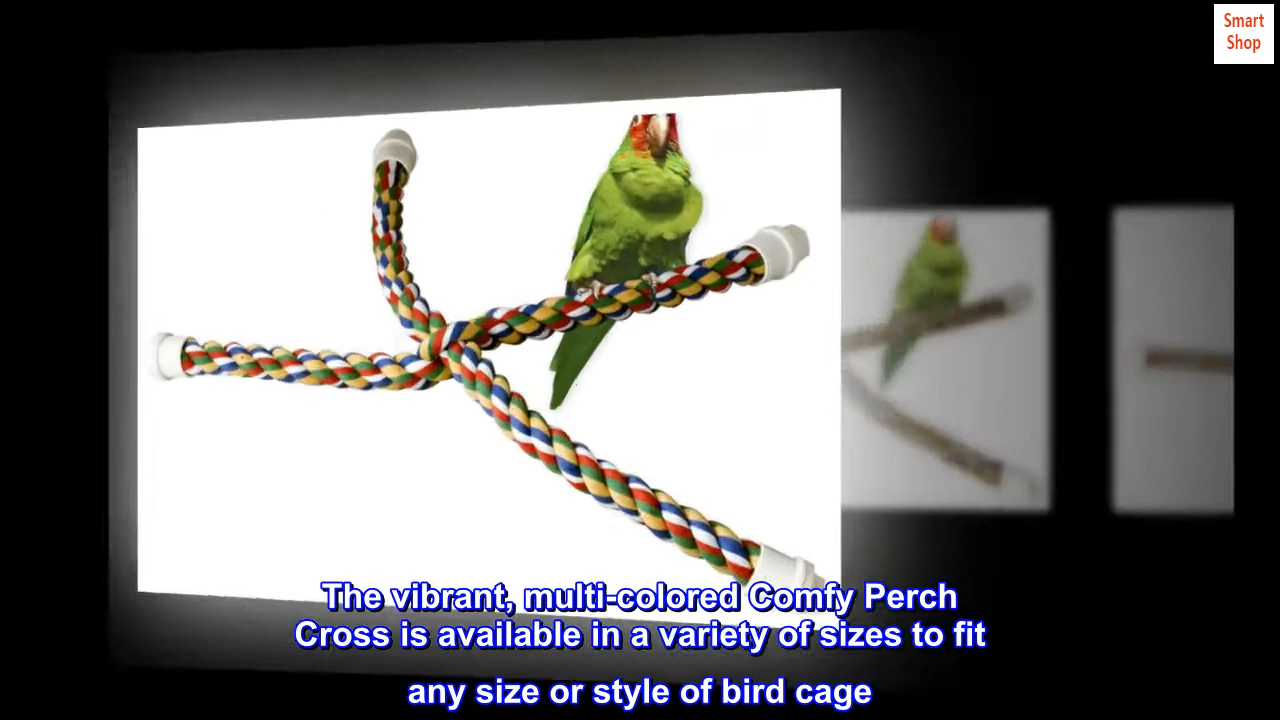 Smart
Shop
The vibrant, multi-colored Comfy Perch
Cross is available in a variety of sizes to fit
any size or style of bird cage